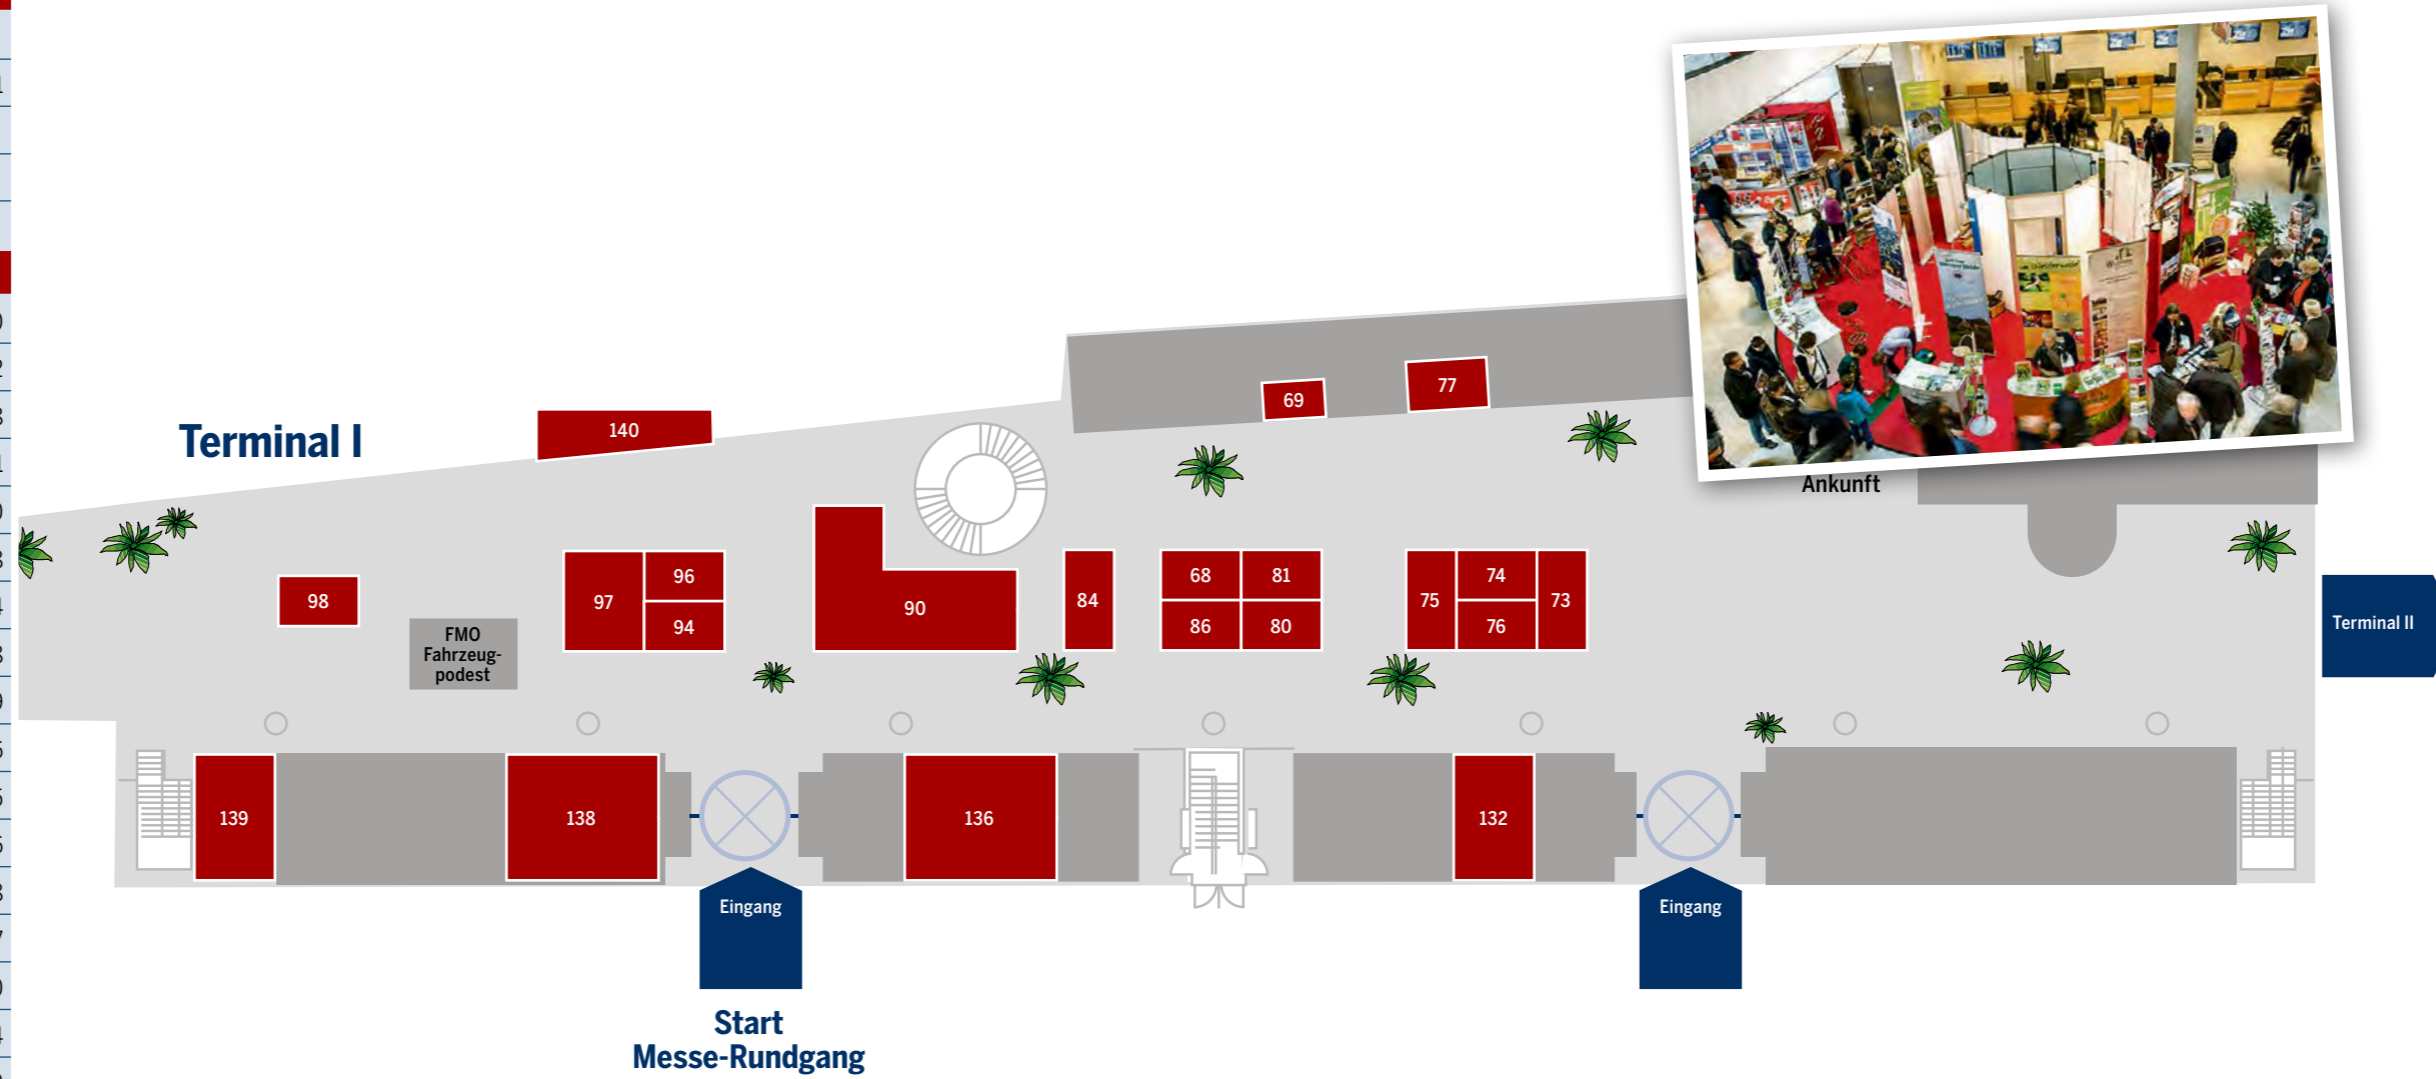 Terminal I
140
69
77
Ankunft
98
FMO
Fahrzeug-
podest
97
96
94
90
84
68
81
86
80
75
74
76
73
Terminal II
139
138
136
132
Eingang
Eingang
Start
Messe-Rundgang